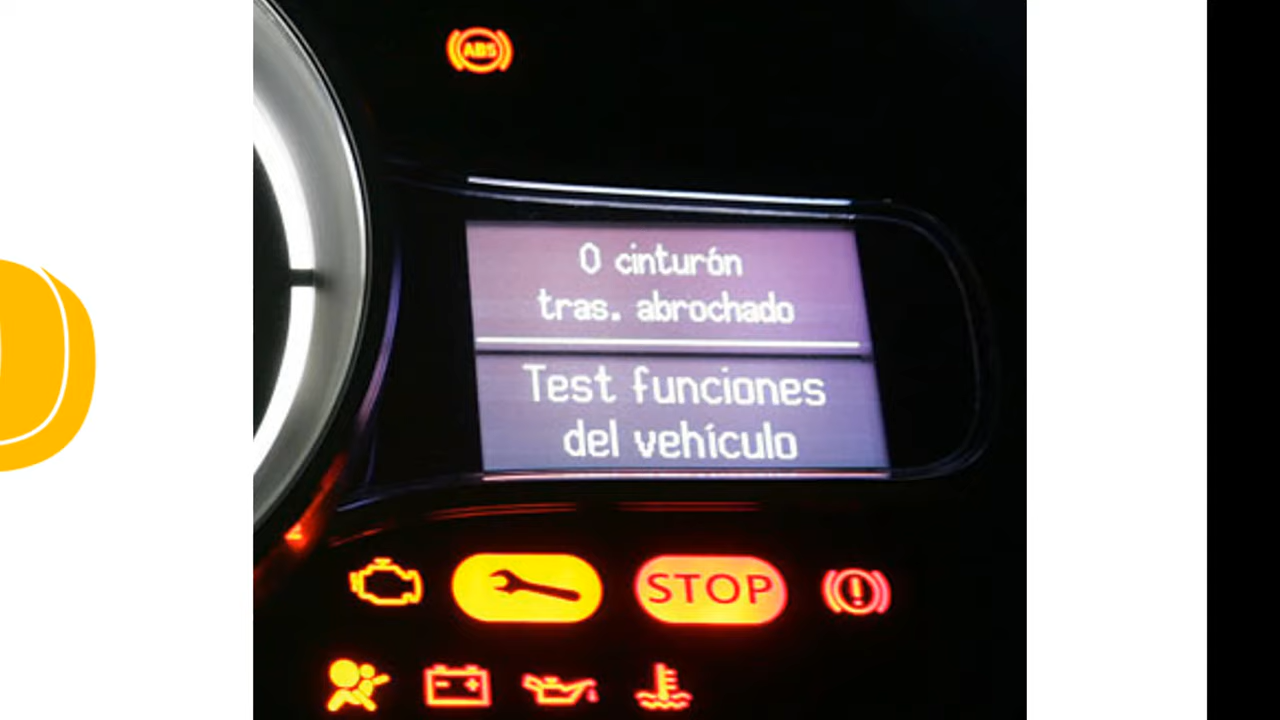 ABS
0 cinturón
tras. abrochado
Test funciones
del vehículo
STOP